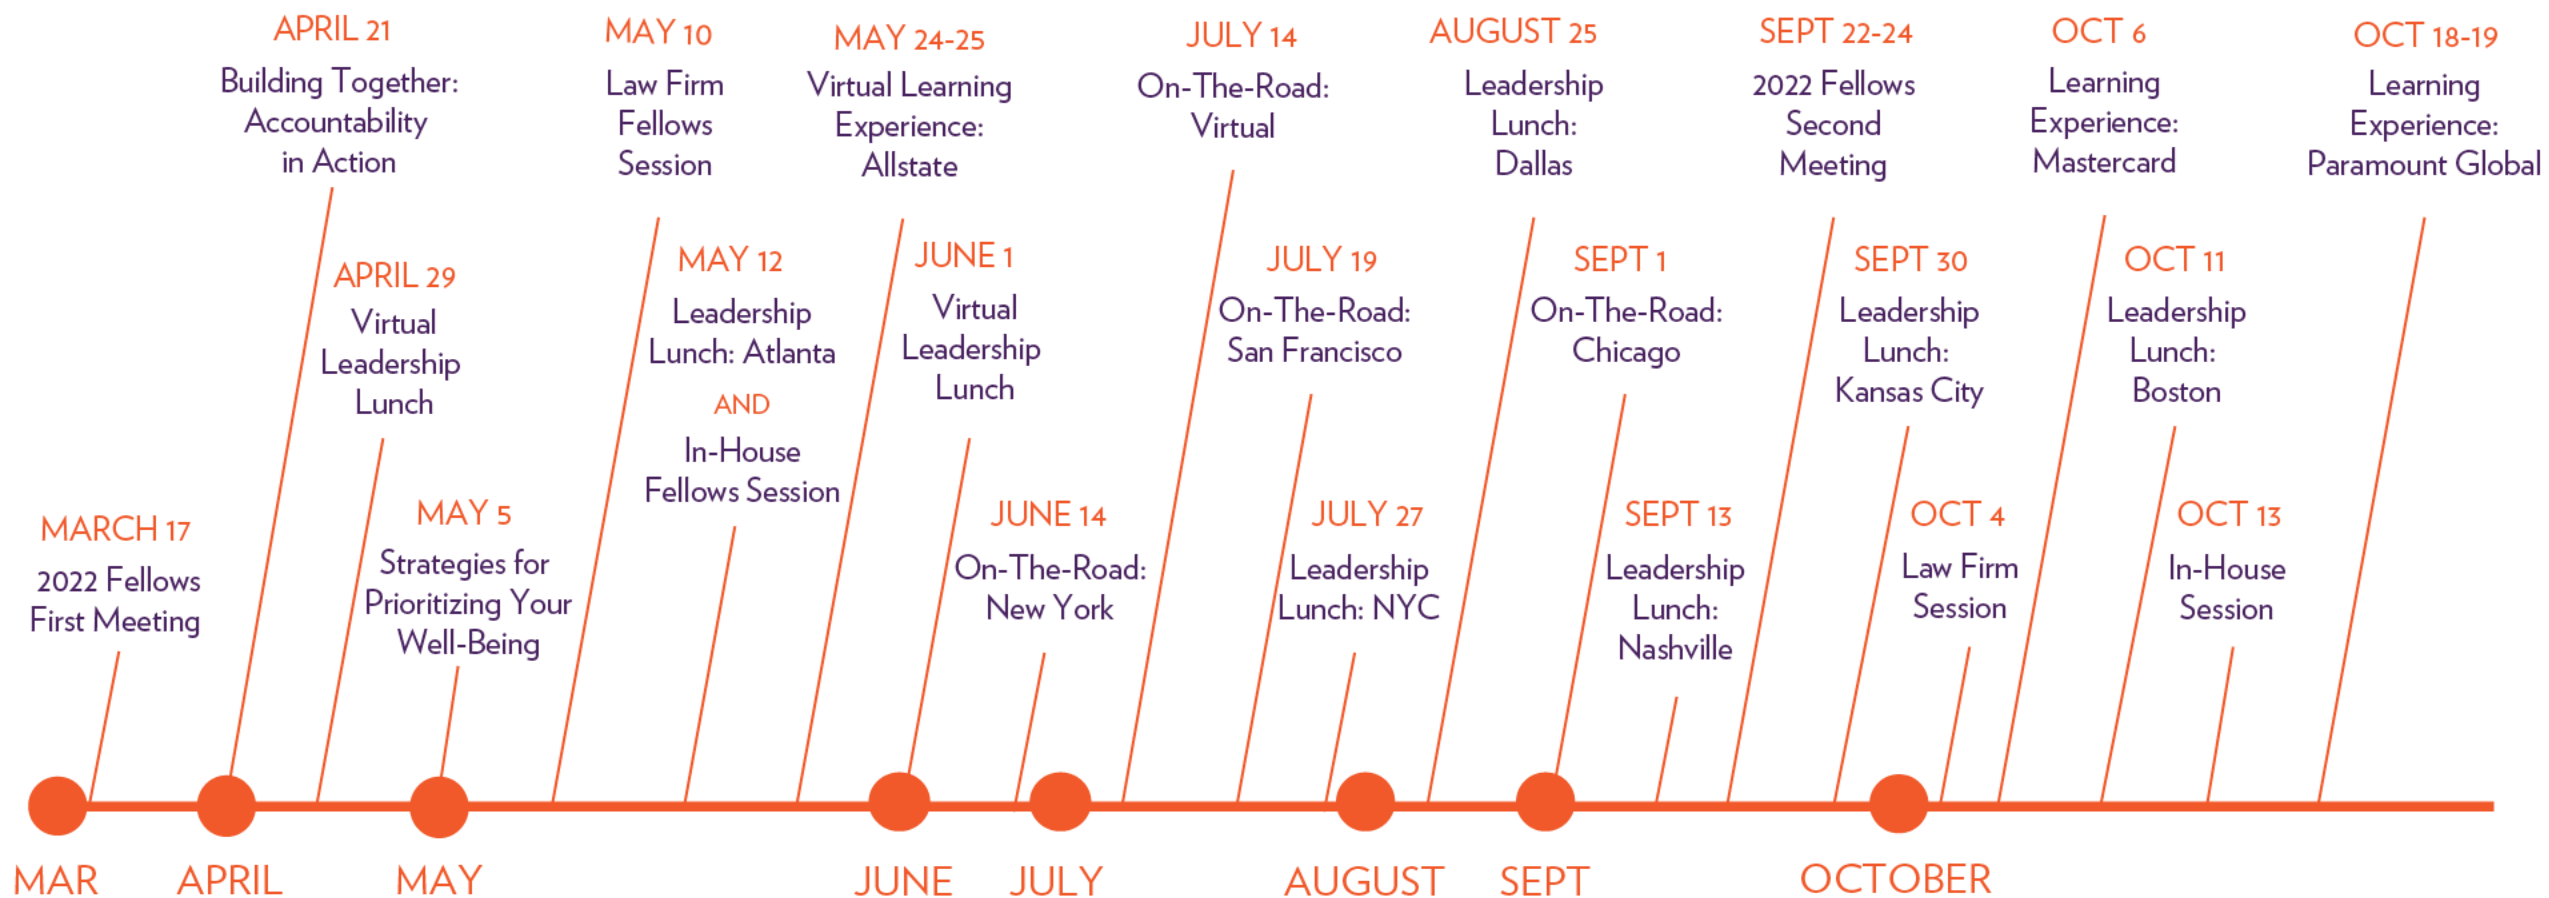 APRIL 21
Building Together:
Accountability
in Action
MAY 10
Law Firm
Fellows
Session
MAY 24-25
Virtual Learning
Experience:
Allstate
JULY 14
On-The-Road:
Virtual
AUGUST 25
Leadership
Lunch:
Dallas
SEPT 22-24
2022 Fellows
Second
Meeting
OCT 6
Learning
Experience:
Mastercard
OCT 18-19
Learning
Experience:
Paramount Global
APRIL 29
Virtual
Leadership
Lunch
MAY 12
Leadership
Lunch: Atlanta
AND
In-House
Fellows Session
JUNE 1
Virtual
Leadership
Lunch
JULY 19
On-The-Road:
San Francisco
SEPT 1
On-The-Road:
Chicago
SEPT 30
Leadership
Lunch:
Kansas City
OCT 11
Leadership
Lunch:
Boston
MARCH 17
2022 Fellows
First Meeting
MAY 5
Strategies for
Prioritizing Your
Well-Being
JUNE 14
On-The-Road:
New York
JULY 27
Leadership
Lunch: NYC
SEPT 13
Leadership
Lunch:
Nashville
OCT 4
Law Firm
Session
OCT 13
In-House
Session
MAR
APRIL
MAY
JUNE
JULY
AUGUST
SEPT
OCTOBER